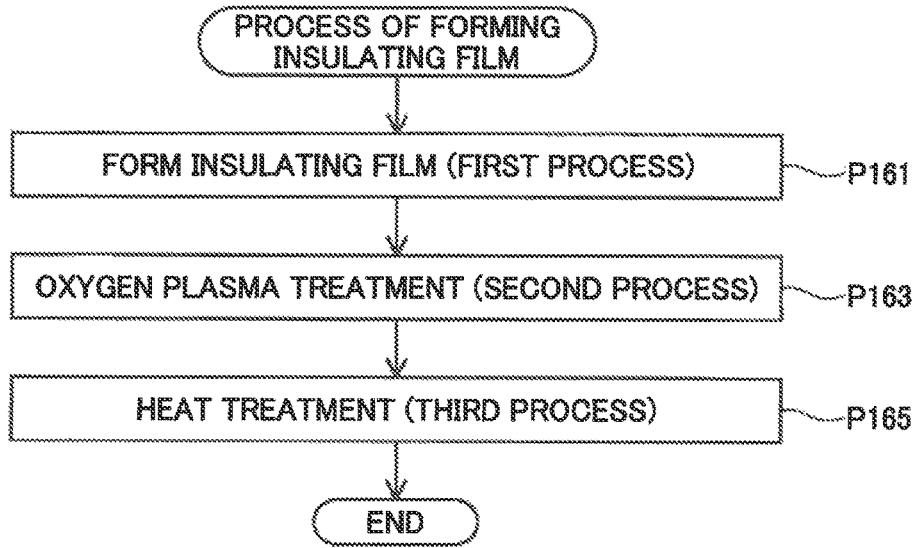 PROCESS OF FORMING
INSULATING FILM
FORM INSULATING FILM (FIRST PROCESS)
P161
OXYGEN PLASMA TREATMENT (SECOND PROCESS)
P163
HEAT TREATMENT (THIRD PROCESS)
P165
END